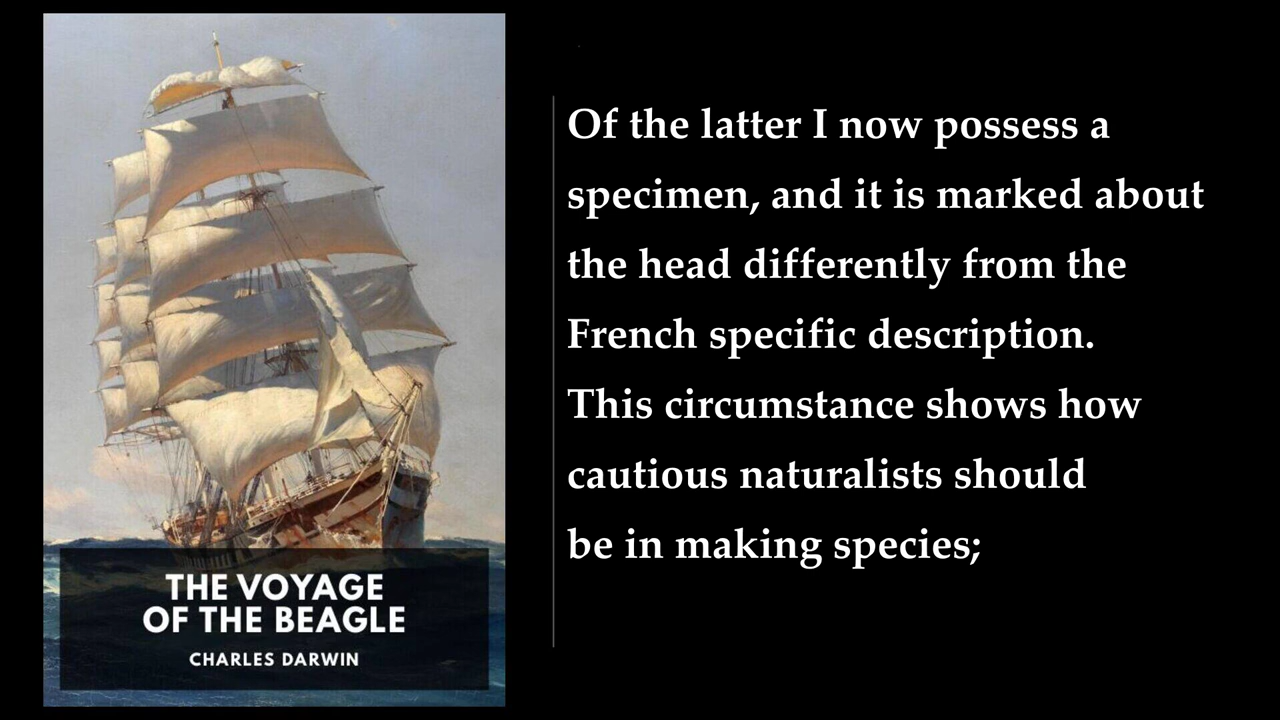 THE VOYAGE
OF THE BEAGLE
CHARLES DARWIN
Of the latter I now possess a
specimen, and it is marked about
the head differently from the
French specific description.
This circumstance shows how
cautious naturalists should
be in making species;